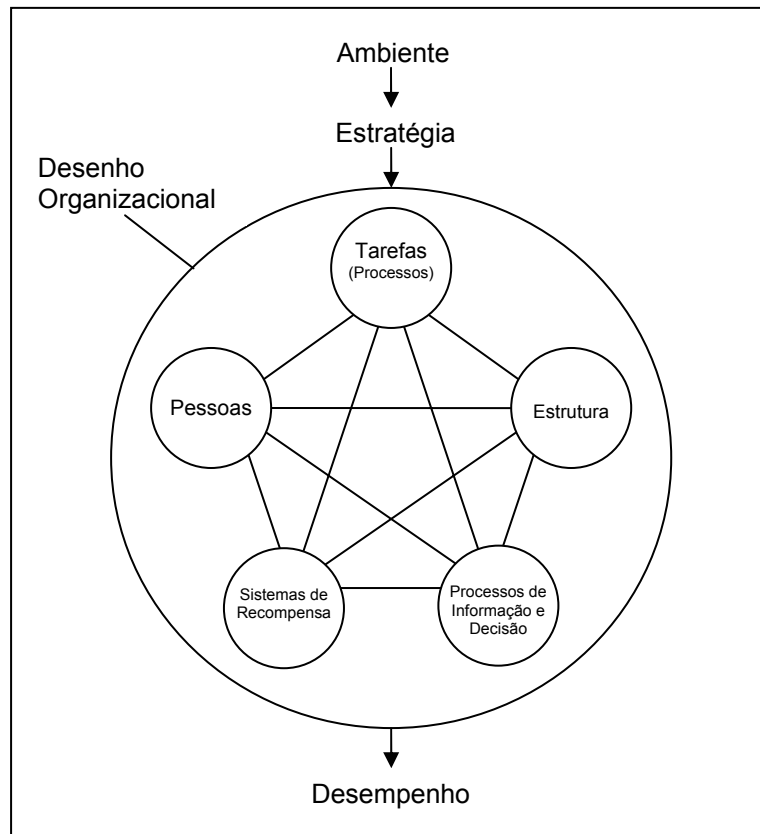 Ambiente
Estratégia
Desenho
Organizacional
Tarefas
(Processos)
Pessoas
Estrutura
Sistemas de
Recompensa
Processos de
Informação e
Decisão
Desempenho